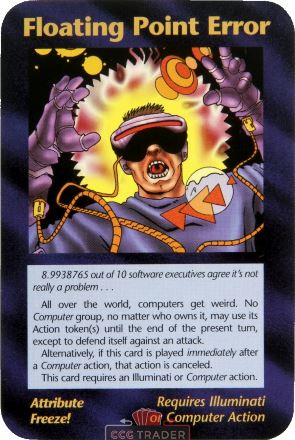 Floating Point Error
8.9938765 out of 10 software executives agree it's not
really a problem . . .
All over the world, computers get weird. No
Computer group, no matter who owns it, may use its
Action token(s) until the end of the present turn,
except to defend itself against an attack.
Alternatively, if this card is played immediately after
a Computer action, that action is canceled.
This card requires an Illuminati or Computer action.
Attribute
Freeze!
Requires Illuminati
or Computer Action
CCG TRADER